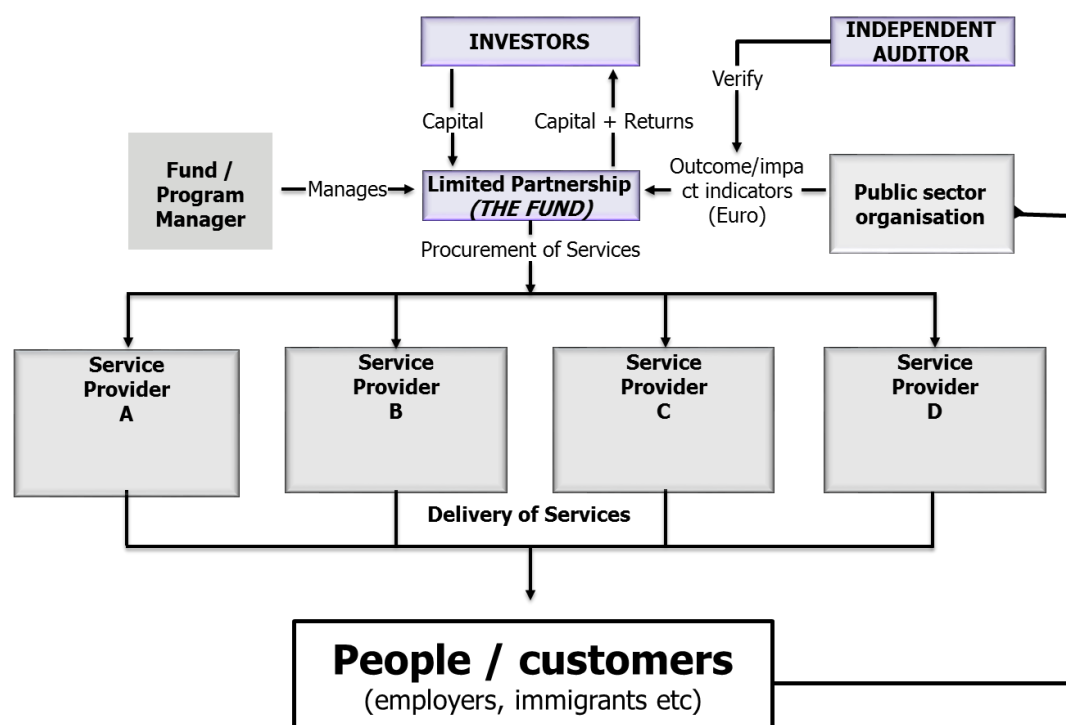 INVESTORS
INDEPENDENT
AUDITOR
Verify
Capital
Capital + Returns
Fund /
Program
Manager
Manages
Limited Partnership
(THE FUND)
Outcome/impa
ct indicators
(Euro)
Public sector
organisation
Procurement of Services
Service
Provider
A
Service
Provider
B
Service
Provider
C
Service
Provider
D
Delivery of Services
People / customers
(employers, immigrants etc)